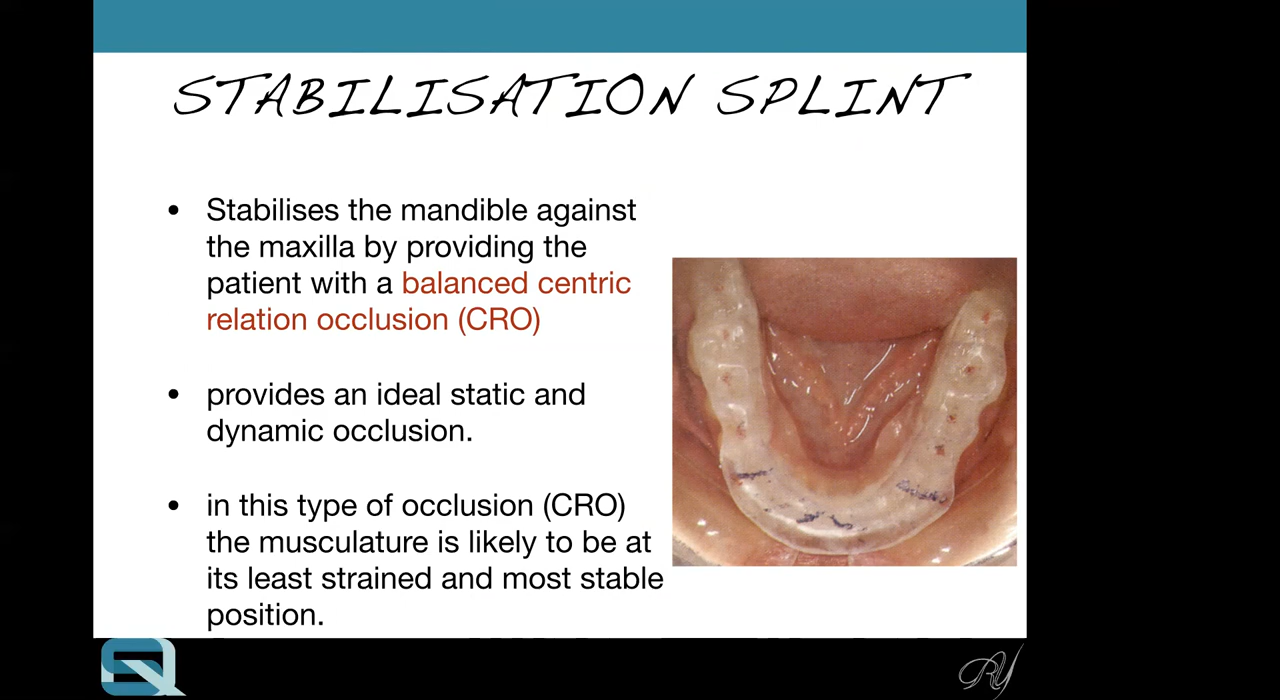 STABILISATION SPLINT
• Stabilises the mandible against
the maxilla by providing the
patient with a balanced centric
relation occlusion (CRO)
• provides an ideal static and
dynamic occlusion.
• in this type of occlusion (CRO)
the musculature is likely to be at
its least strained and most stable
position.
RY